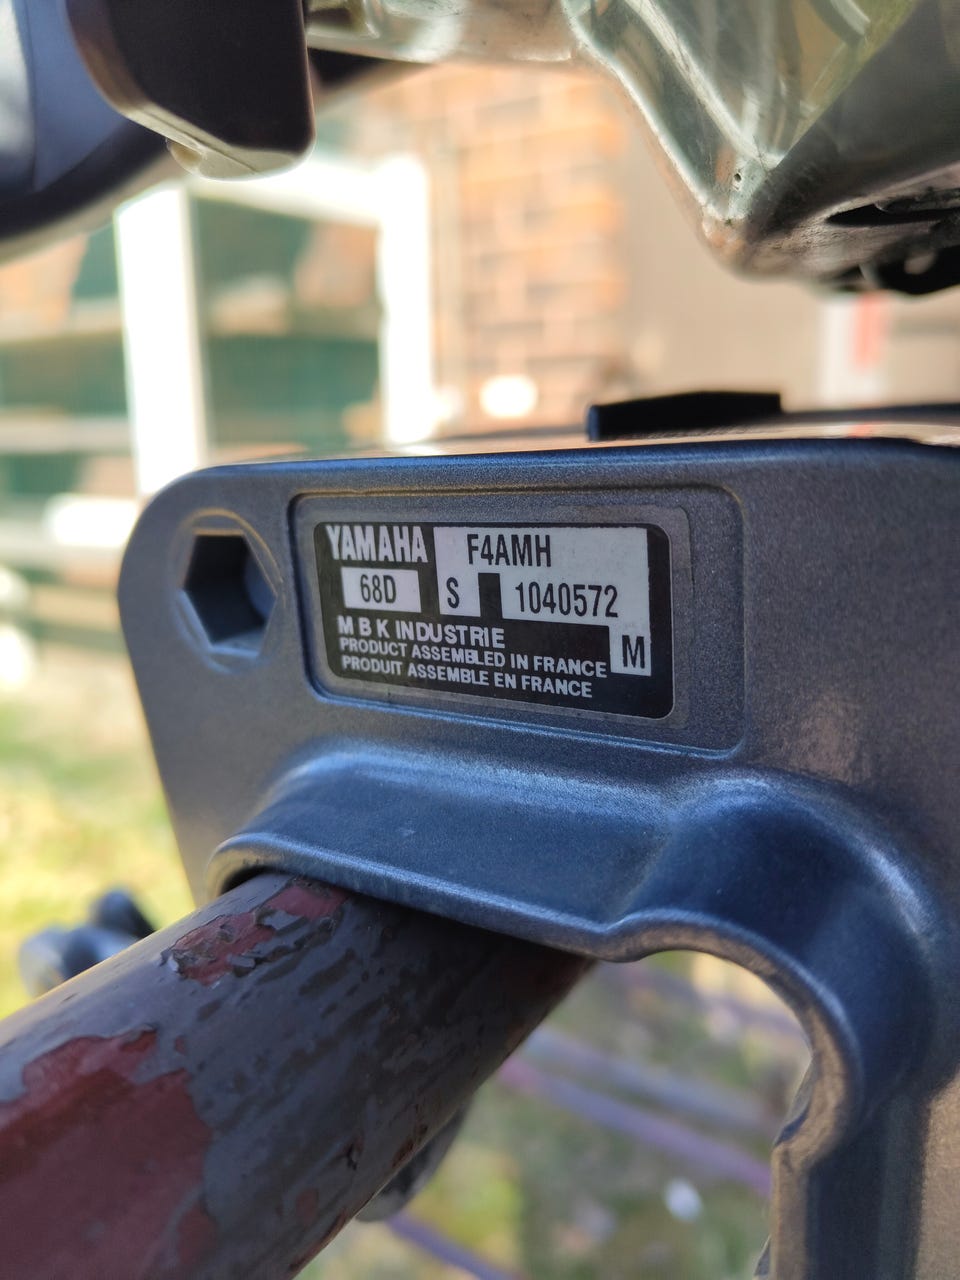 YAMAHA F4AMH
68D S 1040572
M B K INDUSTRIE
PRODUCT ASSEMBLED IN FRANCE M
PRODUIT ASSEMBLE EN FRANCE